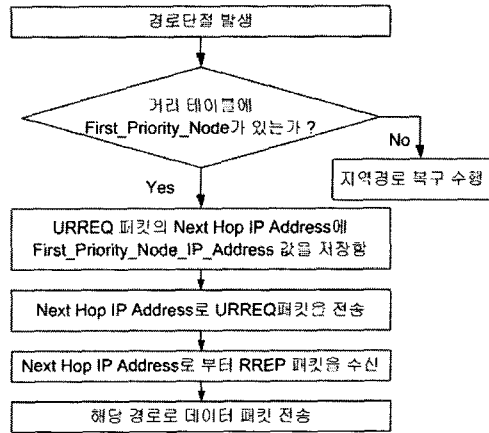 경로단절 발생
거리 테이블에
First_Priority_Node가 있는가 ?
No
지역경로 복구 수행
Yes
URREQ 패킷의 Next Hop IP Address에
First_Priority_Node_IP_Address 값을 저장함
Next Hop IP Address로 URREQ패킷을 전송
Next Hop IP Address로 부터 RREP 패킷을 수신
해당 경로로 데이터 패킷 전송